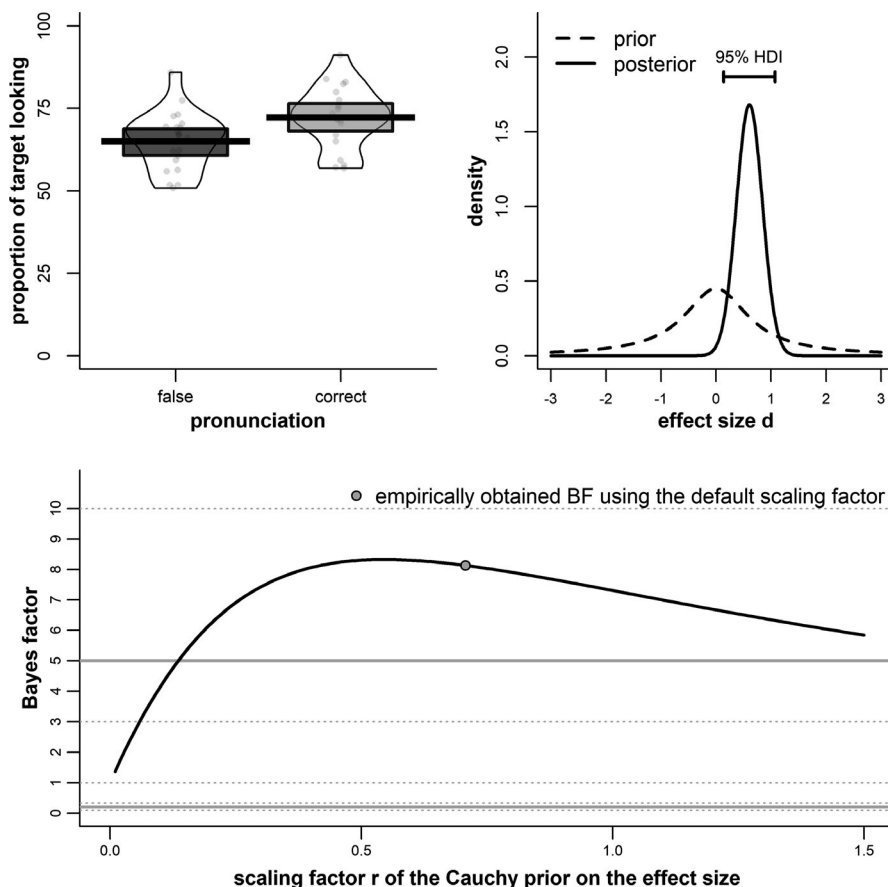 proportion of target looking
100
75
50
25
0
false
correct
pronunciation
density
2.0
1.5
1.0
0.5
0.0
prior
posterior
95% HDI
-3
-2
-1
0
1
2
3
effect size d
Bayes factor
10
9
8
7
6
5
4
3
2
1
0
empirically obtained BF using the default scaling factor
0.0
0.5
1.0
1.5
scaling factor r of the Cauchy prior on the effect size